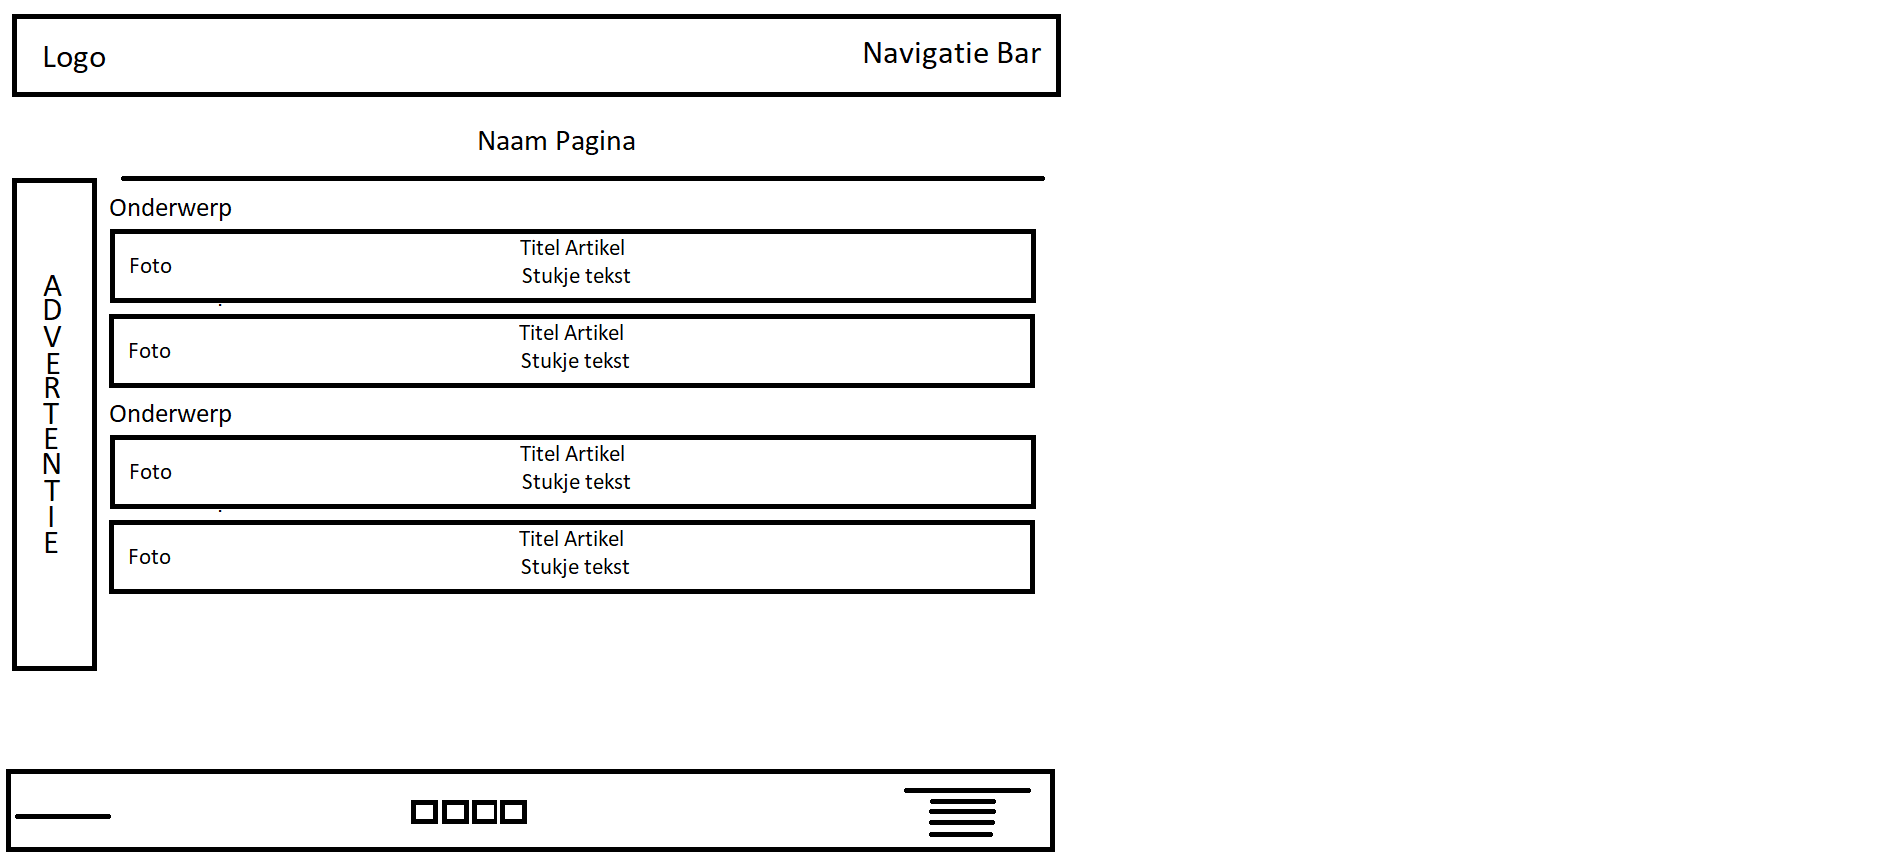 Logo
Navigatie Bar
Naam Pagina
ADVERTENTIE
Onderwerp
Foto
Titel Artikel
Stukje tekst
Foto
Titel Artikel
Stukje tekst
Onderwerp
Foto
Titel Artikel
Stukje tekst
Foto
Titel Artikel
Stukje tekst